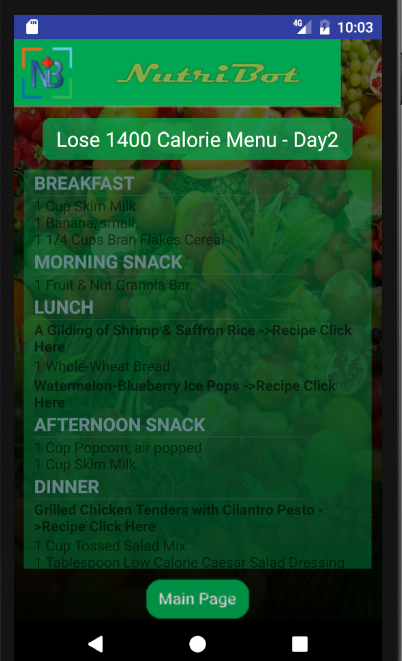 4G 10:03
NB NutriBot
Lose 1400 Calorie Menu - Day2
BREAKFAST
1 Cup Skim Milk
1 Banana, small
1 1/4 Cups Bran Flakes Cereal
MORNING SNACK
1 Fruit & Nut Granola Bar
LUNCH
A Gilding of Shrimp & Saffron Rice ->Recipe Click
Here
1 Whole-Wheat Bread
Watermelon-Blueberry Ice Pops ->Recipe Click
Here
AFTERNOON SNACK
1 Cup Popcorn, air popped
1 Cup Skim Milk
DINNER
Grilled Chicken Tenders with Cilantro Pesto -
>Recipe Click Here
1 Cup Tossed Salad Mix
1 Tablespoon Low Calorie Caesar Salad Dressing
Main Page